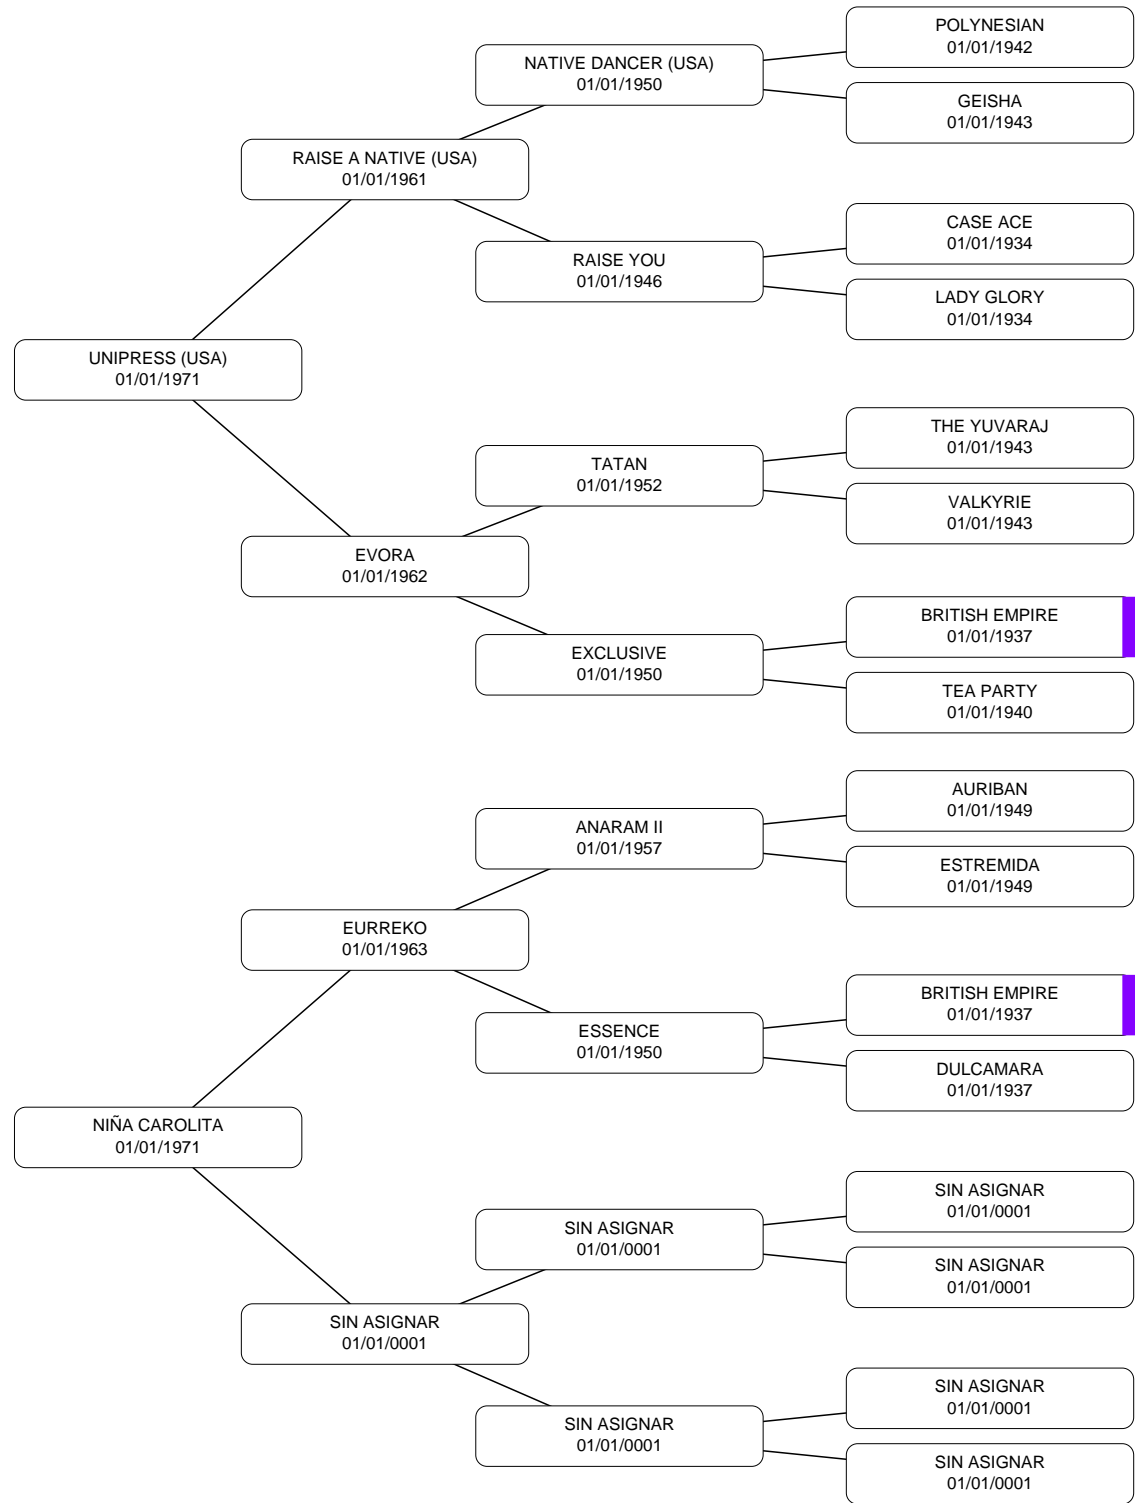 POLYNESIAN
01/01/1942
NATIVE DANCER (USA)
01/01/1950
GEISHA
01/01/1943
RAISE A NATIVE (USA)
01/01/1961
CASE ACE
01/01/1934
RAISE YOU
01/01/1946
LADY GLORY
01/01/1934
UNIPRESS (USA)
01/01/1971
THE YUVARAJ
01/01/1943
TATAN
01/01/1952
VALKYRIE
01/01/1943
EVORA
01/01/1962
BRITISH EMPIRE
01/01/1937
EXCLUSIVE
01/01/1950
TEA PARTY
01/01/1940
AURIBAN
01/01/1949
ANARAM II
01/01/1957
ESTREMIDA
01/01/1949
EURREKO
01/01/1963
BRITISH EMPIRE
01/01/1937
ESSENCE
01/01/1950
DULCAMARA
01/01/1937
NIÑA CAROLITA
01/01/1971
SIN ASIGNAR
01/01/0001
SIN ASIGNAR
01/01/0001
SIN ASIGNAR
01/01/0001
SIN ASIGNAR
01/01/0001
SIN ASIGNAR
01/01/0001
SIN ASIGNAR
01/01/0001
SIN ASIGNAR
01/01/0001